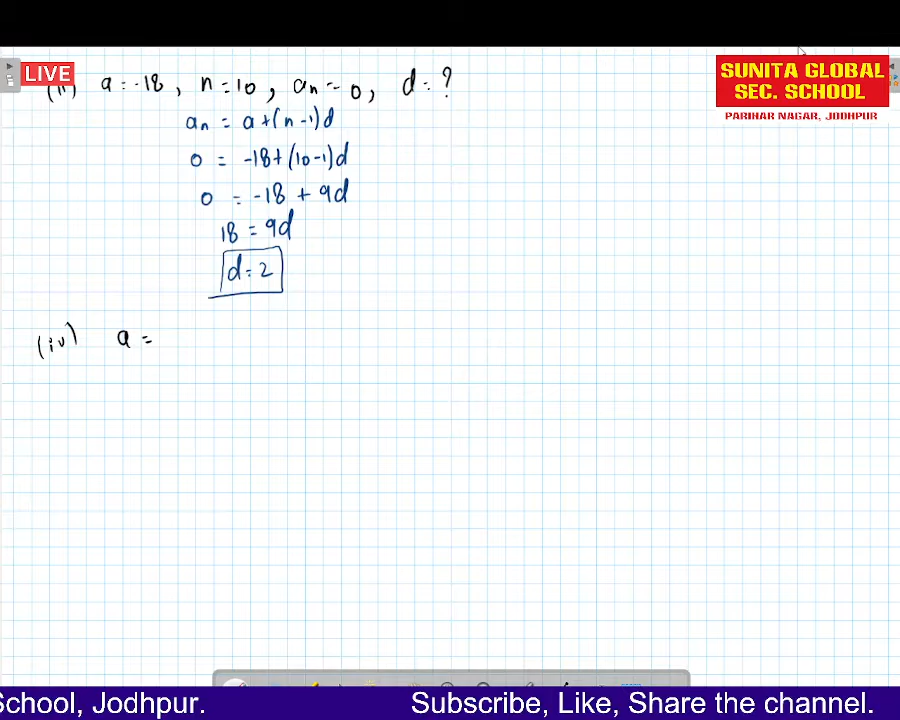 LIVE
(ii) a = -18, n = 10, an = 0, d = ?
SUNITA GLOBAL
SEC. SCHOOL
PARIHAR NAGAR, JODHPUR
an = a + (n - 1)d
0 = -18 + (10 - 1)d
0 = -18 + 9d
18 = 9d
d = 2
(iv) a =
School, Jodhpur.
Subscribe, Like, Share the channel.